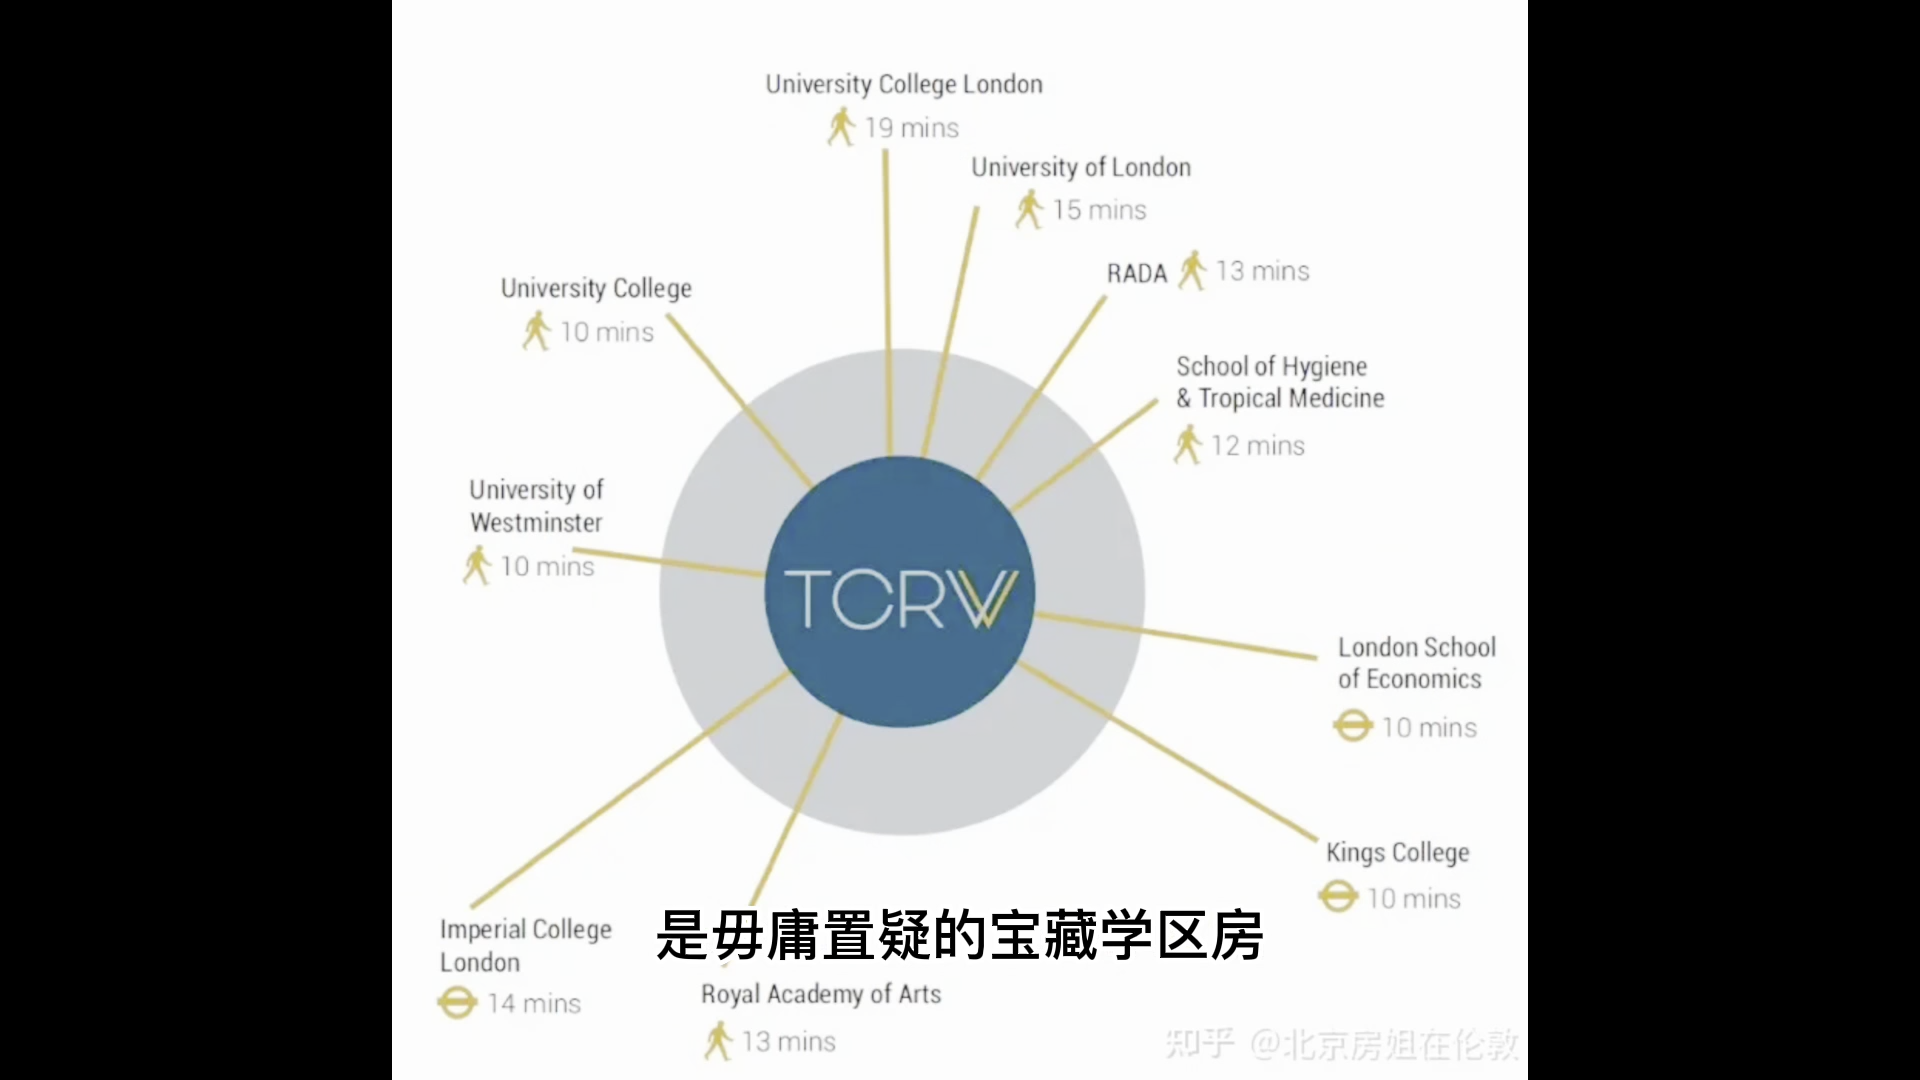 University College London
19 mins
University of London
15 mins
RADA
13 mins
University College
10 mins
School of Hygiene
& Tropical Medicine
12 mins
University of
Westminster
10 mins
TCRW
London School
of Economics
10 mins
Kings College
10 mins
Imperial College
London
14 mins
是毋庸置疑的宝藏学区房
Royal Academy of Arts
13 mins
知乎 @北京房姐在伦敦